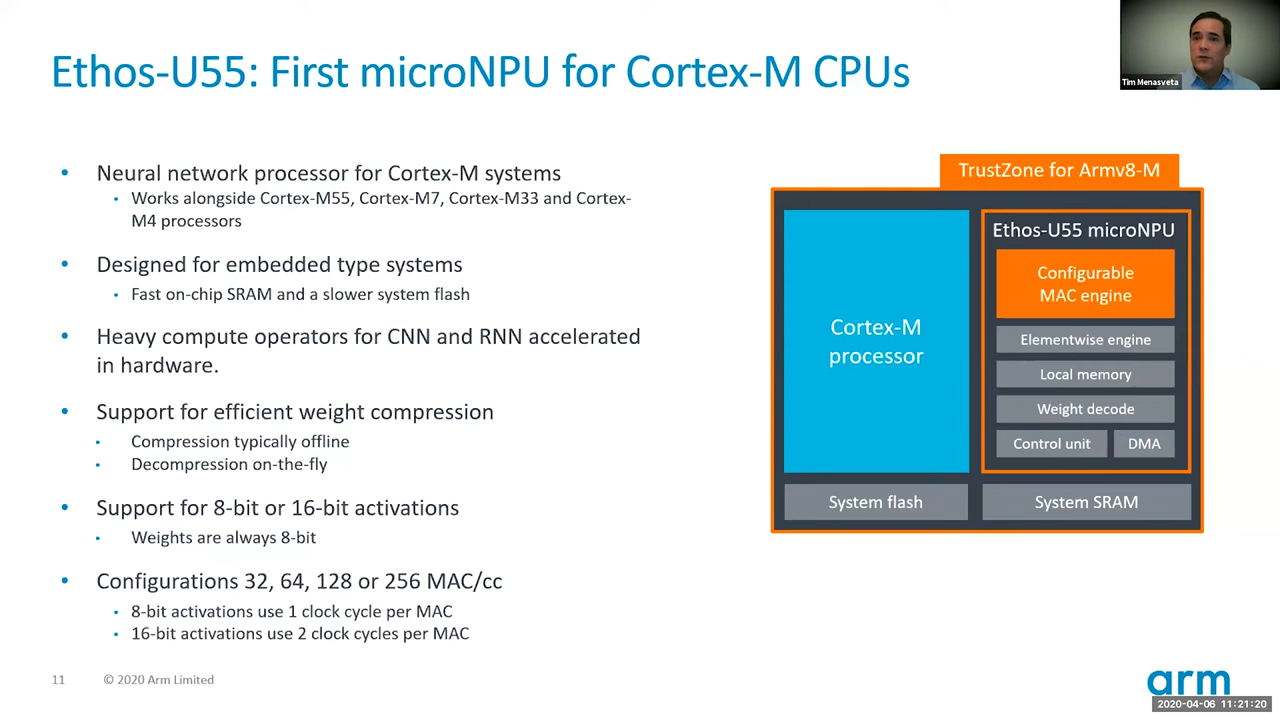 Ethos-U55: First microNPU for Cortex-M CPUs
Tim Menasveta
• Neural network processor for Cortex-M systems
• Works alongside Cortex-M55, Cortex-M7, Cortex-M33 and Cortex-
M4 processors
• Designed for embedded type systems
• Fast on-chip SRAM and a slower system flash
• Heavy compute operators for CNN and RNN accelerated
in hardware.
• Support for efficient weight compression
• Compression typically offline
• Decompression on-the-fly
• Support for 8-bit or 16-bit activations
• Weights are always 8-bit
• Configurations 32, 64, 128 or 256 MAC/cc
• 8-bit activations use 1 clock cycle per MAC
• 16-bit activations use 2 clock cycles per MAC
TrustZone for Armv8-M
Cortex-M
processor
Ethos-U55 microNPU
Configurable
MAC engine
Elementwise engine
Local memory
Weight decode
Control unit
DMA
System flash
System SRAM
11
© 2020 Arm Limited
arm
2020-04-06 11:21:20